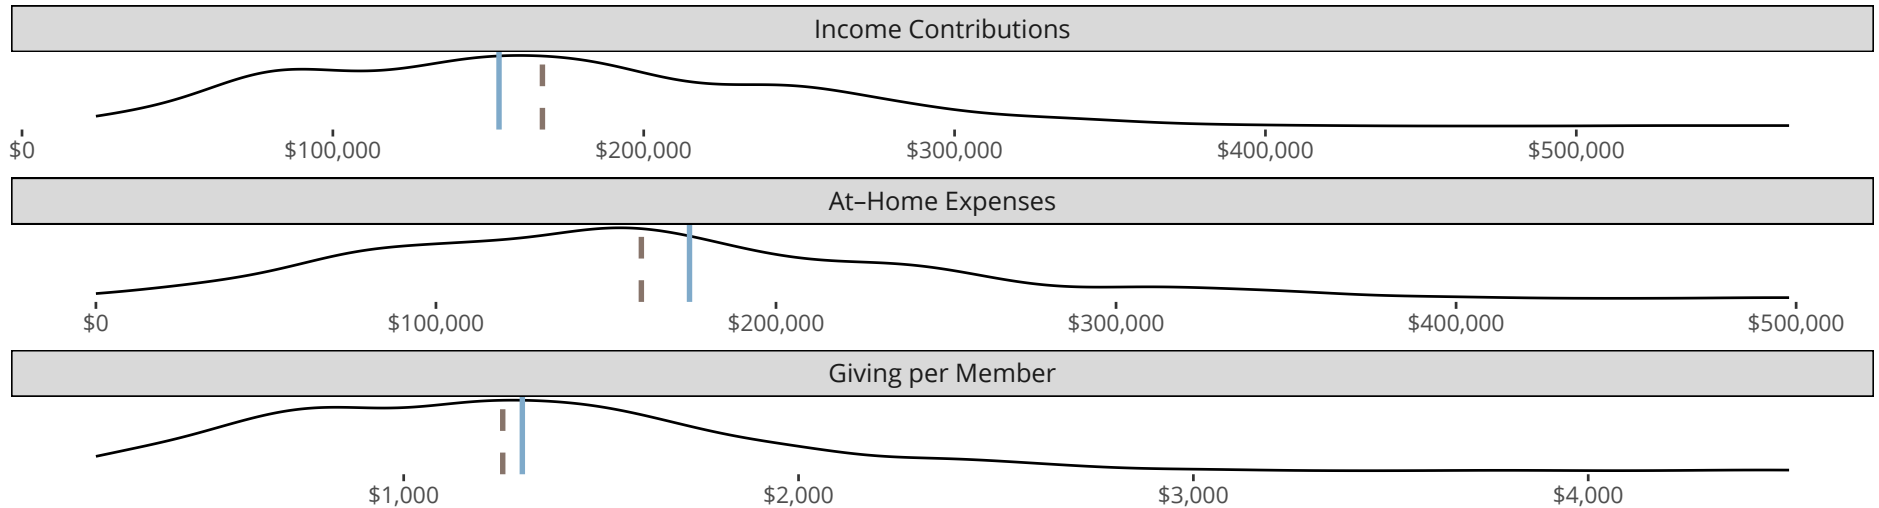 Income Contributions
$0 $100,000 $200,000 $300,000 $400,000 $500,000
At–Home Expenses
$0 $100,000 $200,000 $300,000 $400,000 $500,000
Giving per Member
$1,000 $2,000 $3,000 $4,000